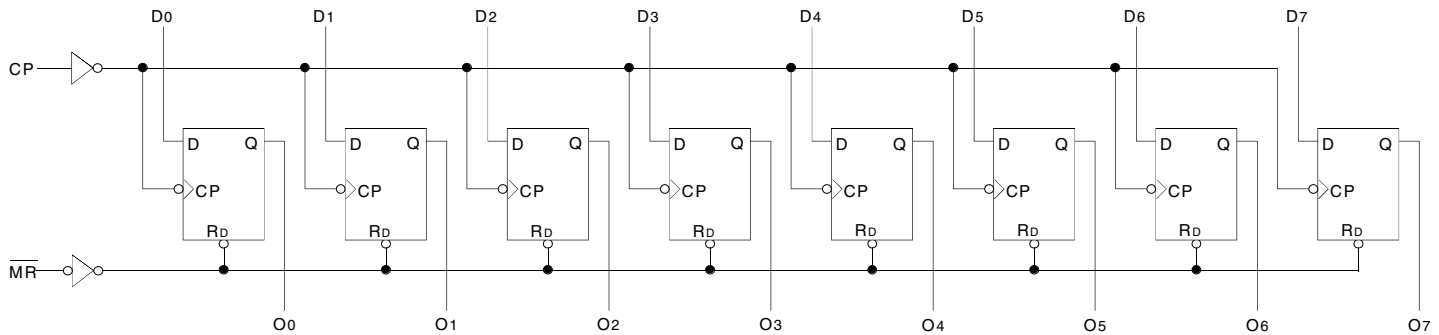 D0 D1 D2 D3 D4 D5 D6 D7
CP
D Q D Q D Q D Q D Q D Q D Q D Q
CP CP CP CP CP CP CP CP
RD RD RD RD RD RD RD RD
MR
O0 O1 O2 O3 O4 O5 O6 O7